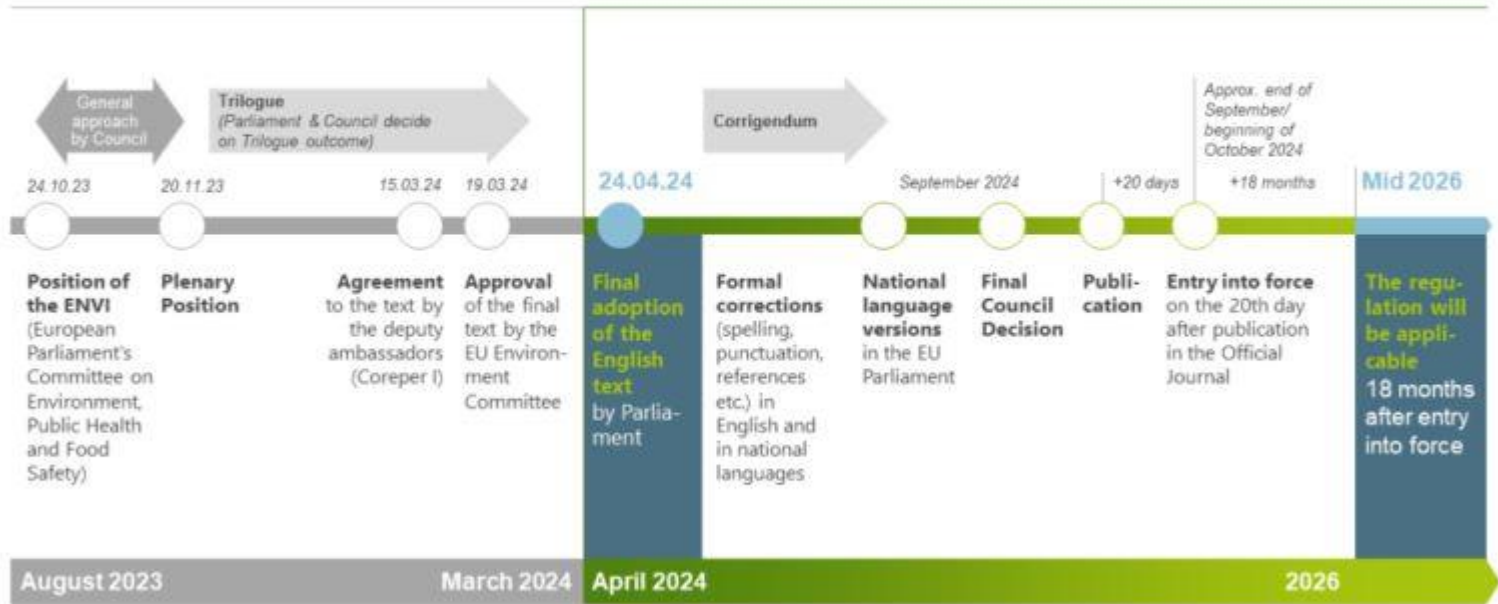 General
approach
by Council
Trilogue
(Parliament & Council decide
on Trilogue outcome)
Corrigendum
Approx. end of
September/
beginning of
October 2024
24.10.23
20.11.23
15.03.24
19.03.24
24.04.24
September 2024
+20 days
+18 months
Mid 2026
Position of
the ENVI
(European
Parliament's
Committee on
Environment,
Public Health
and Food
Safety)
Plenary
Position
Agreement
to the text by
the deputy
ambassadors
(Coreper I)
Approval
of the final
text by the
EU Environ-
ment
Committee
Final
adoption
of the
English
text
by Parlia-
ment
Formal
corrections
(spelling,
punctuation,
references
etc.) in
English and
in national
languages
National
language
versions
in the EU
Parliament
Final
Council
Decision
Publi-
cation
Entry into force
on the 20th day
after publication
in the Official
Journal
The regu-
lation will
be appli-
cable
18 months
after entry
into force
August 2023
March 2024
April 2024
2026